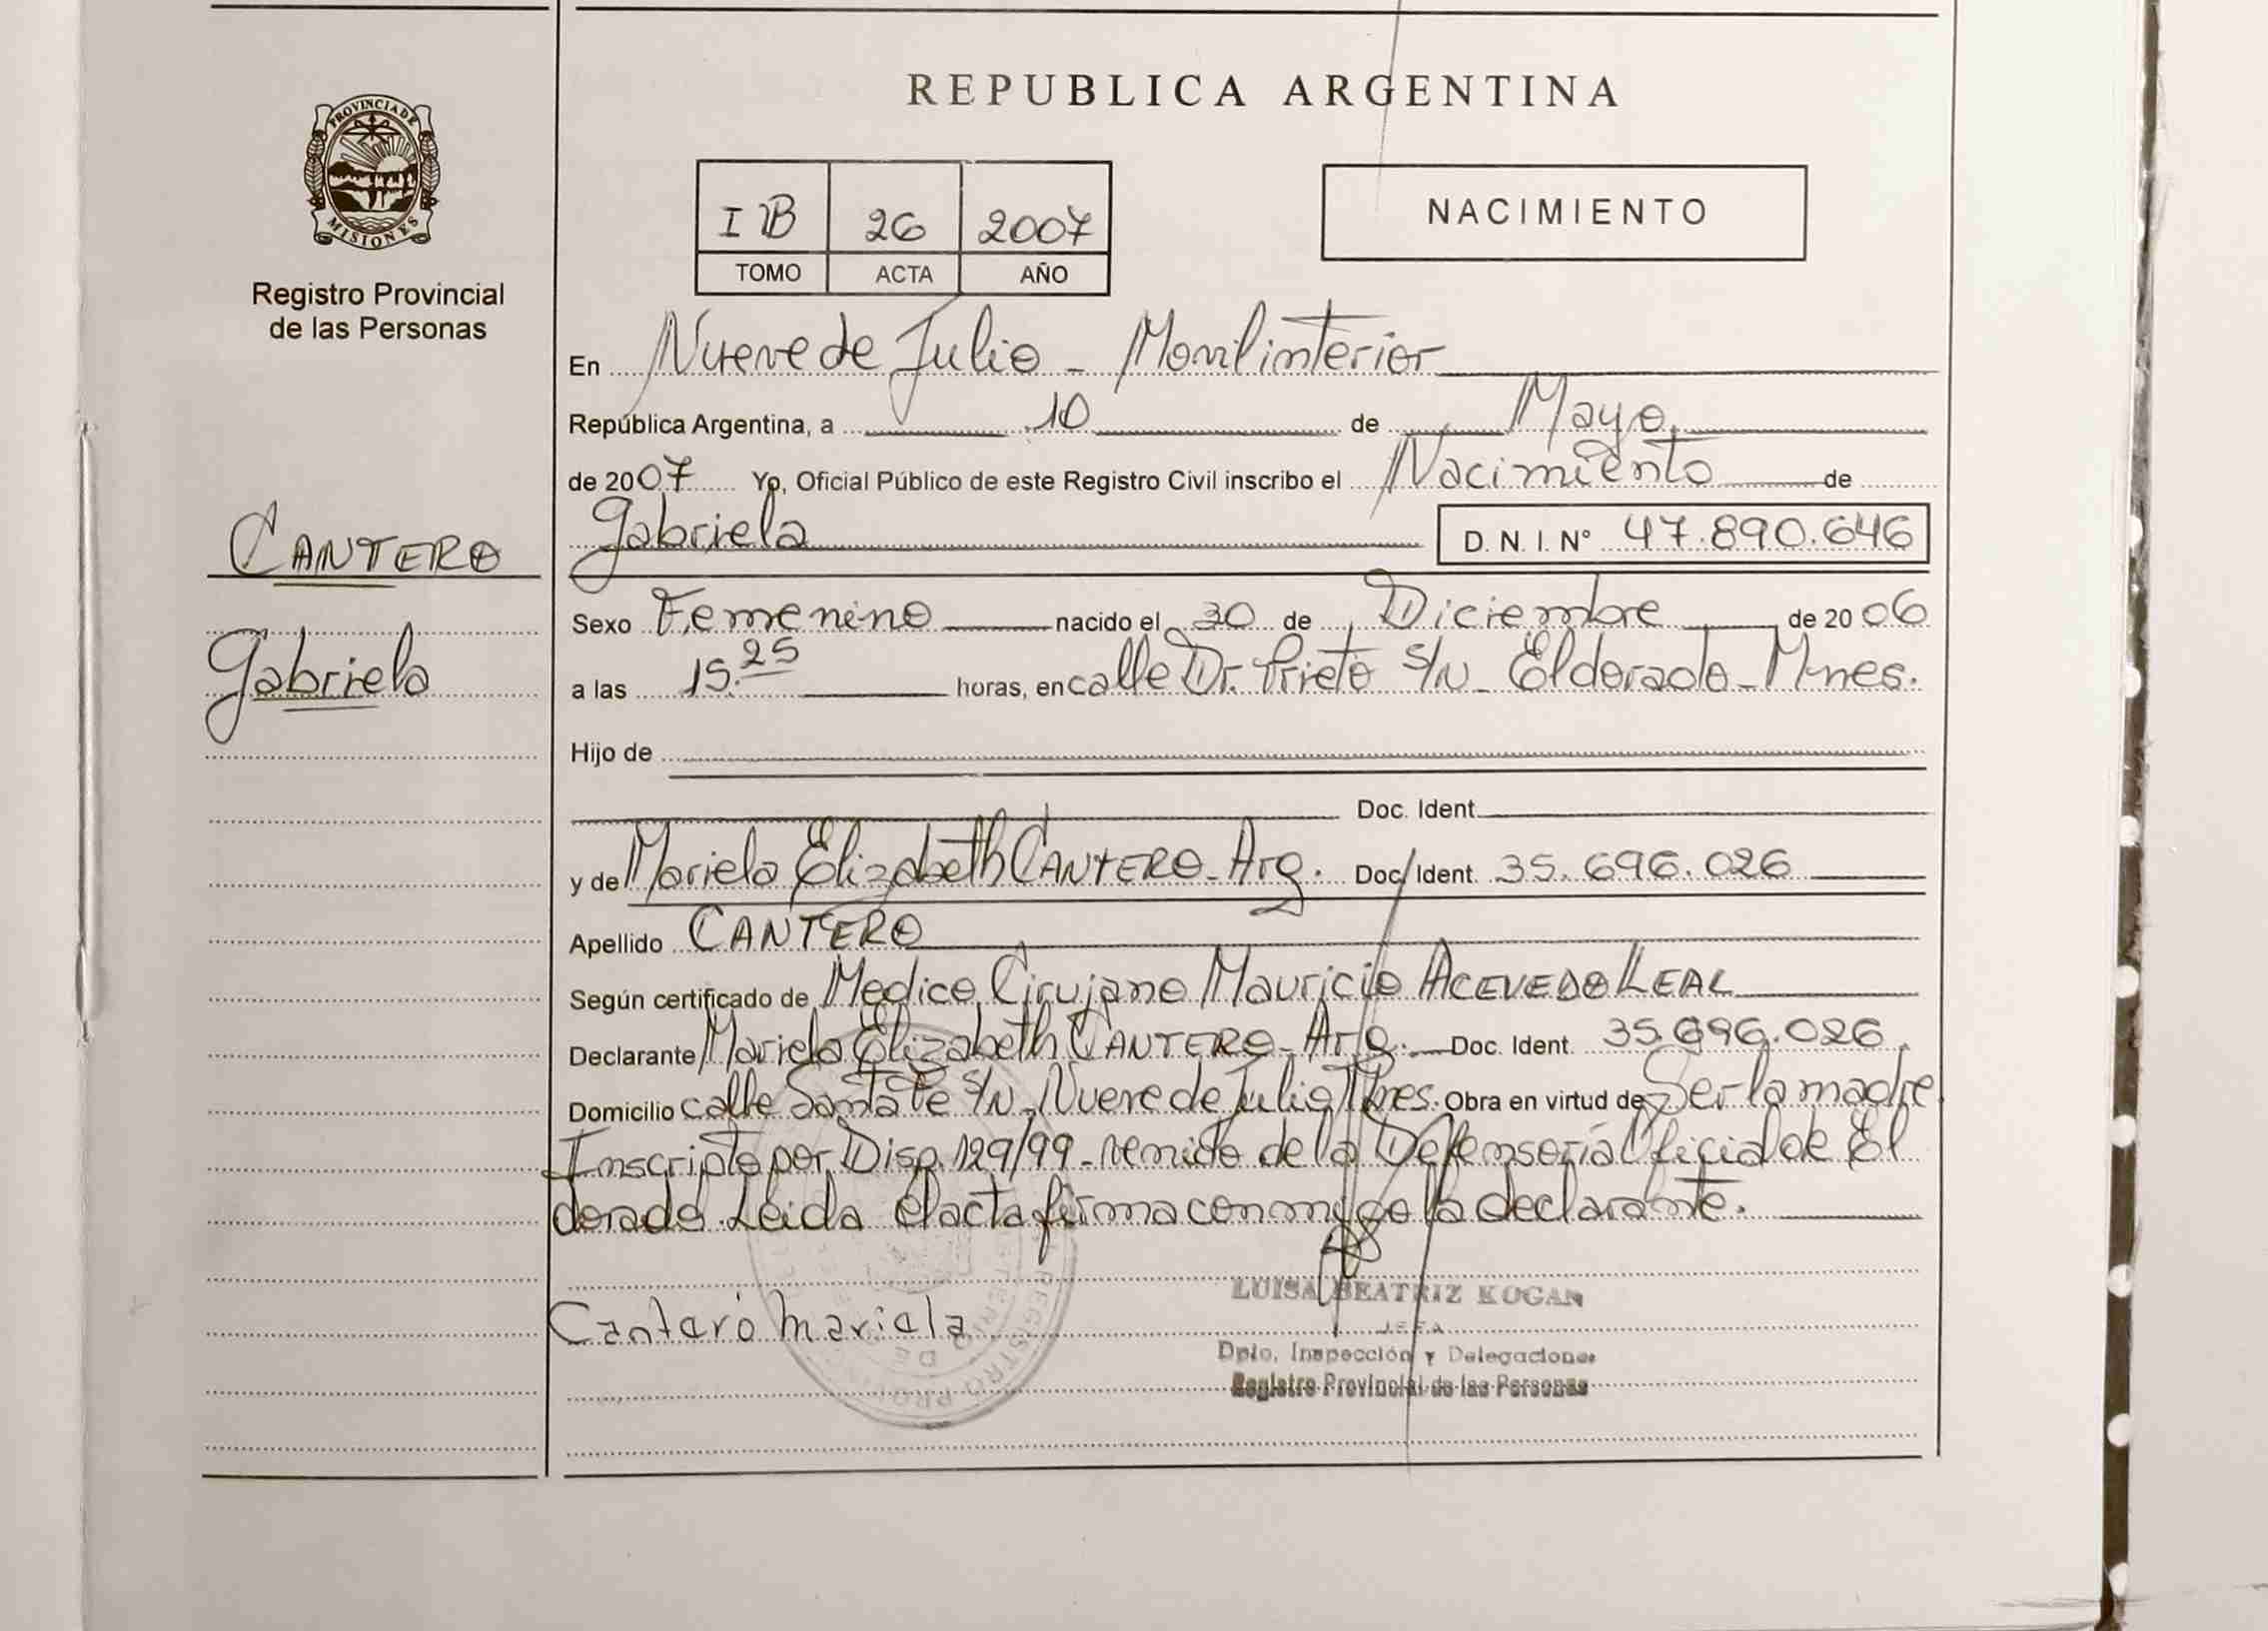 REPUBLICA ARGENTINA
PROVINCIA DE
MISIONES
Registro Provincial
de las Personas
I B 26 2007
TOMO ACTA AÑO
NACIMIENTO
En Nueve de Julio - Movil interior
República Argentina, a 10 de Mayo
de 2007 Yo, Oficial Público de este Registro Civil inscribo el Nacimiento de
Gabriela D. N. I. N° 47.890.646
CANTERO
Gabriela
Sexo Femenino nacido el 30 de Diciembre de 2006
a las 15.25 horas, en calle Dr. Prieto s/N - Eldorado - Mnes.
Hijo de
Doc. Ident.
y de Mariela Elizabeth CANTERO - Arg. Doc. Ident. 35.696.026
Apellido CANTERO
Según certificado de Medico Cirujano Mauricio ACEVEDO LEAL
Declarante Mariela Elizabeth CANTERO - Arg. Doc. Ident. 35.696.026
Domicilio calle Santa Fe s/N - Nueve de Julio Mnes. Obra en virtud de Ser la madre
Inscripto por Disp. 129/99 - remido de la Defensoría Oficial de El
dorado. Leida el acta firma conmigo la declarante.
Cantero mariela
LUISA BEATRIZ KOGAN
JEFA
Dpto. Inspección y Delegaciones
Registro Provincial de las Personas